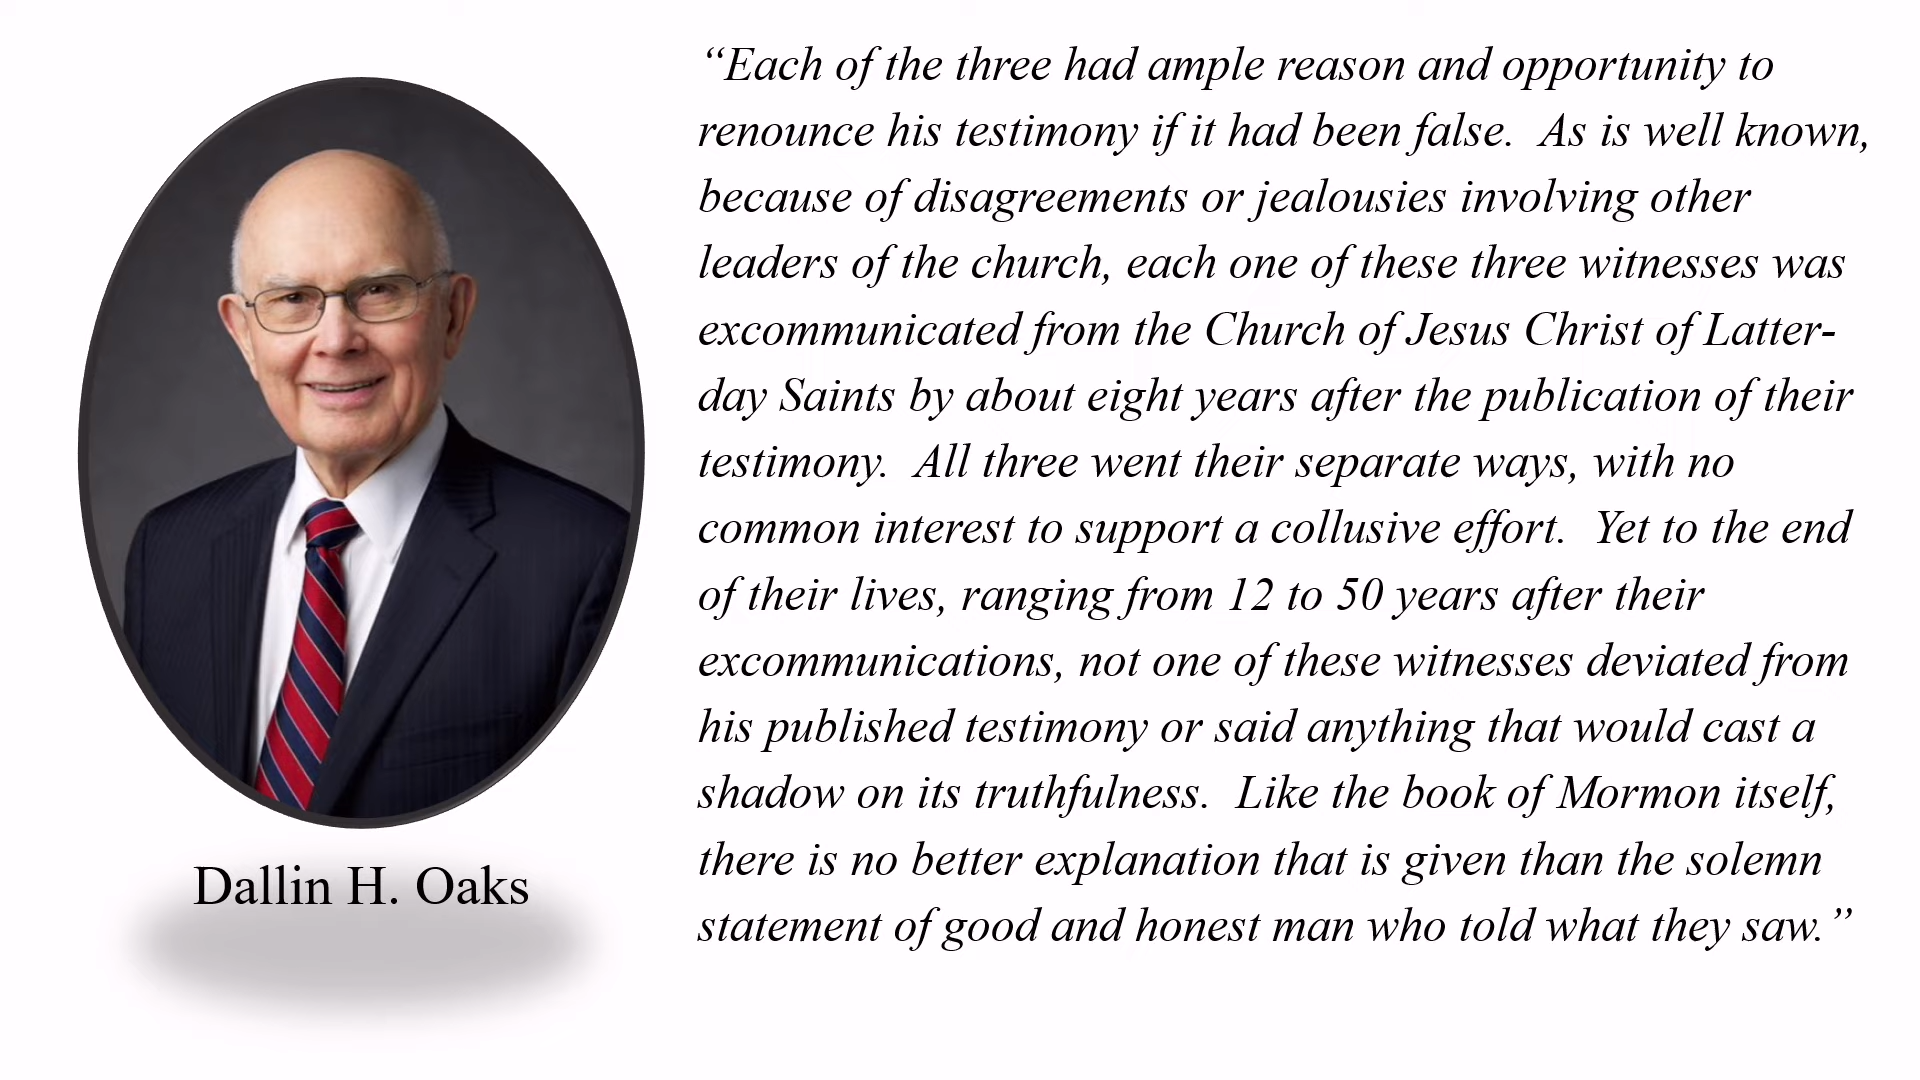 “Each of the three had ample reason and opportunity to
renounce his testimony if it had been false.  As is well known,
because of disagreements or jealousies involving other
leaders of the church, each one of these three witnesses was
excommunicated from the Church of Jesus Christ of Latter-
day Saints by about eight years after the publication of their
testimony.  All three went their separate ways, with no
common interest to support a collusive effort.  Yet to the end
of their lives, ranging from 12 to 50 years after their
excommunications, not one of these witnesses deviated from
his published testimony or said anything that would cast a
shadow on its truthfulness.  Like the book of Mormon itself,
there is no better explanation that is given than the solemn
statement of good and honest man who told what they saw.”
Dallin H. Oaks